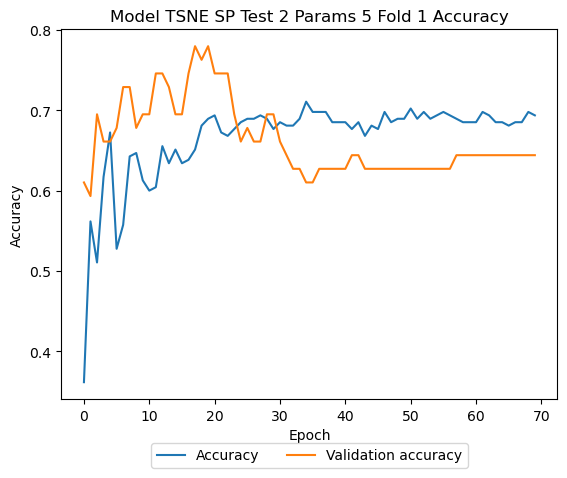 Model TSNE SP Test 2 Params 5 Fold 1 Accuracy
0.8
0.7
0.6
0.5
0.4
Accuracy
0 10 20 30 40 50 60 70
Epoch
Accuracy Validation accuracy